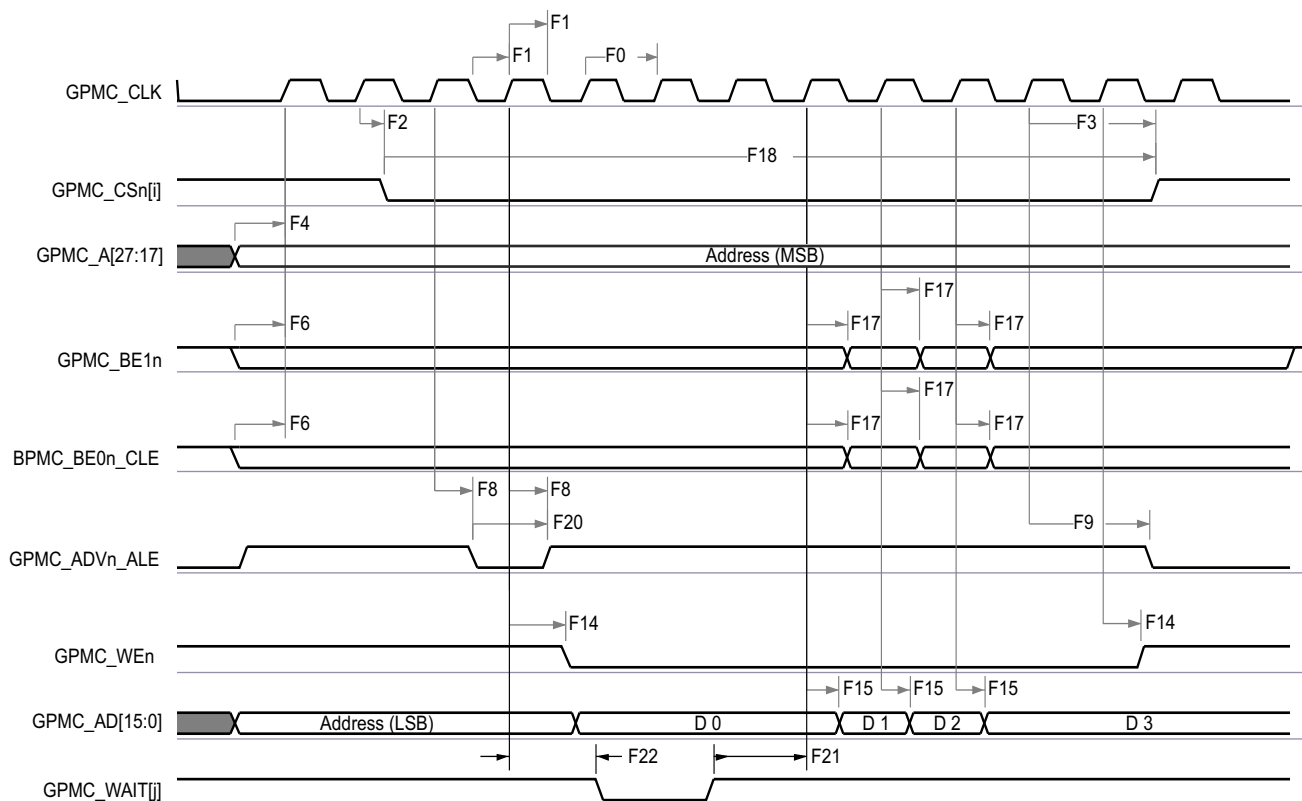 F1
F1 F0
GPMC_CLK
F2 F3
F18
GPMC_CSn[i]
F4
GPMC_A[27:17] Address (MSB)
F17
F6 F17 F17
GPMC_BE1n
F17
F6 F17 F17
BPMC_BE0n_CLE
F8 F8
F20 F9
GPMC_ADVn_ALE
F14 F14
GPMC_WEn
F15 F15 F15
GPMC_AD[15:0] Address (LSB) D 0 D 1 D 2 D 3
F22 F21
GPMC_WAIT[j]